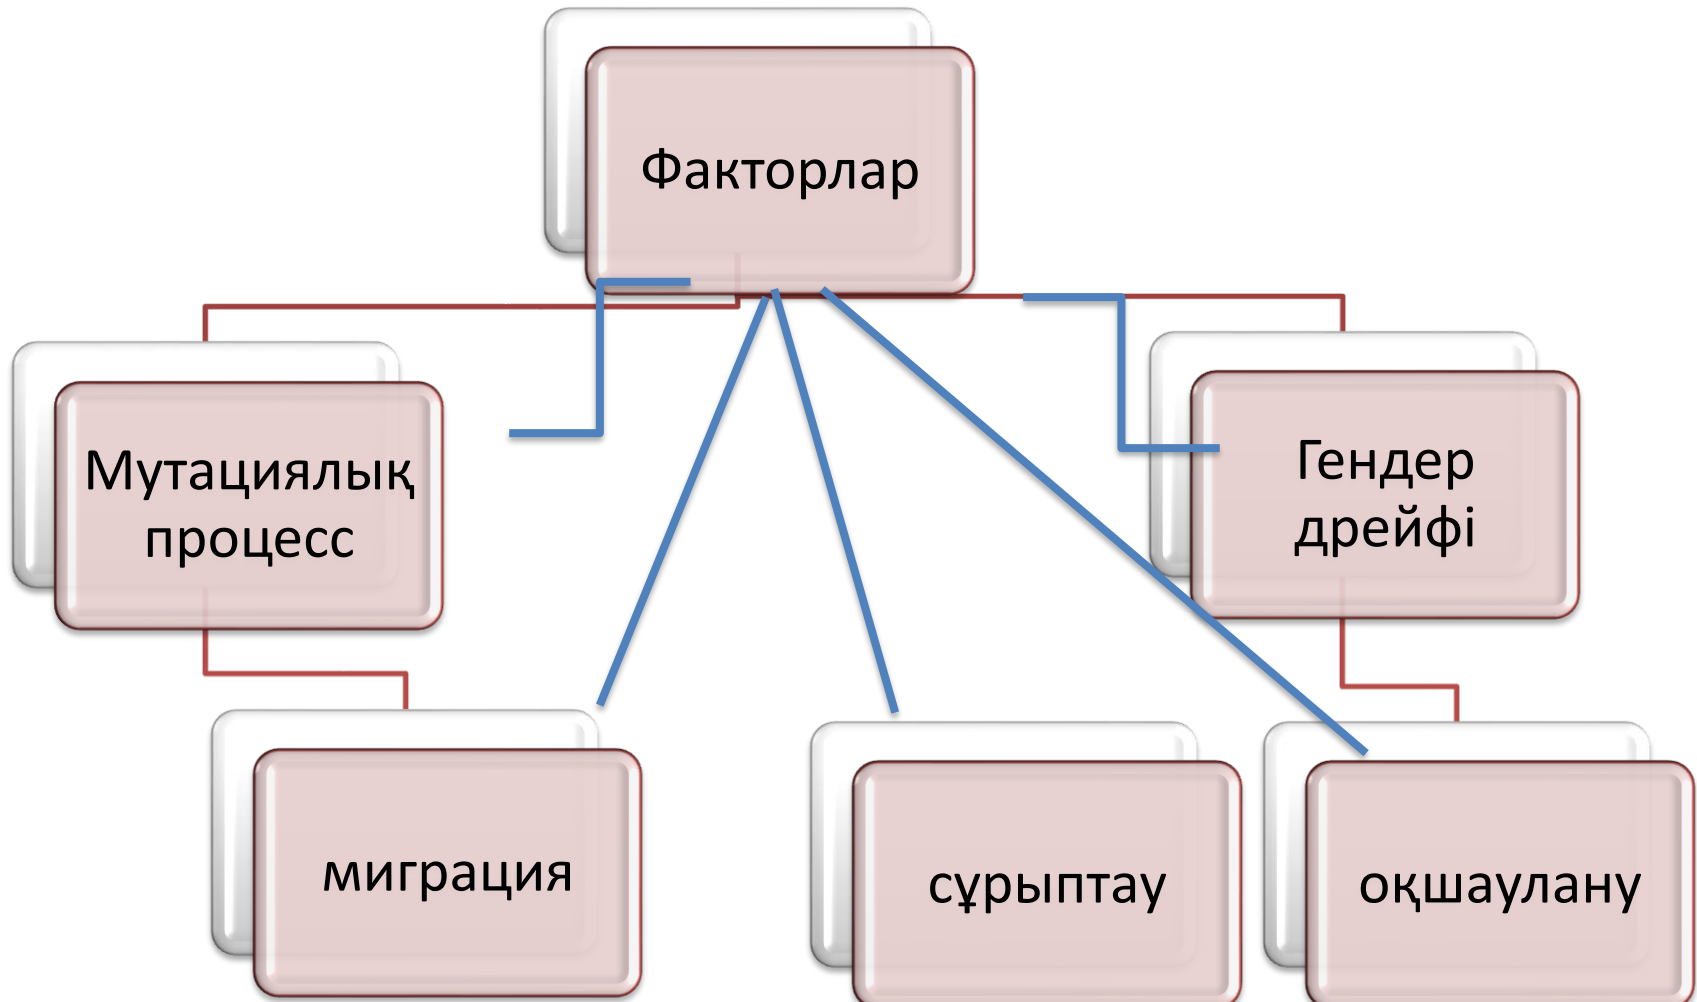 Факторлар
Мутациялық
процесс
Гендер
дрейфі
миграция
сұрыптау
оқшаулану